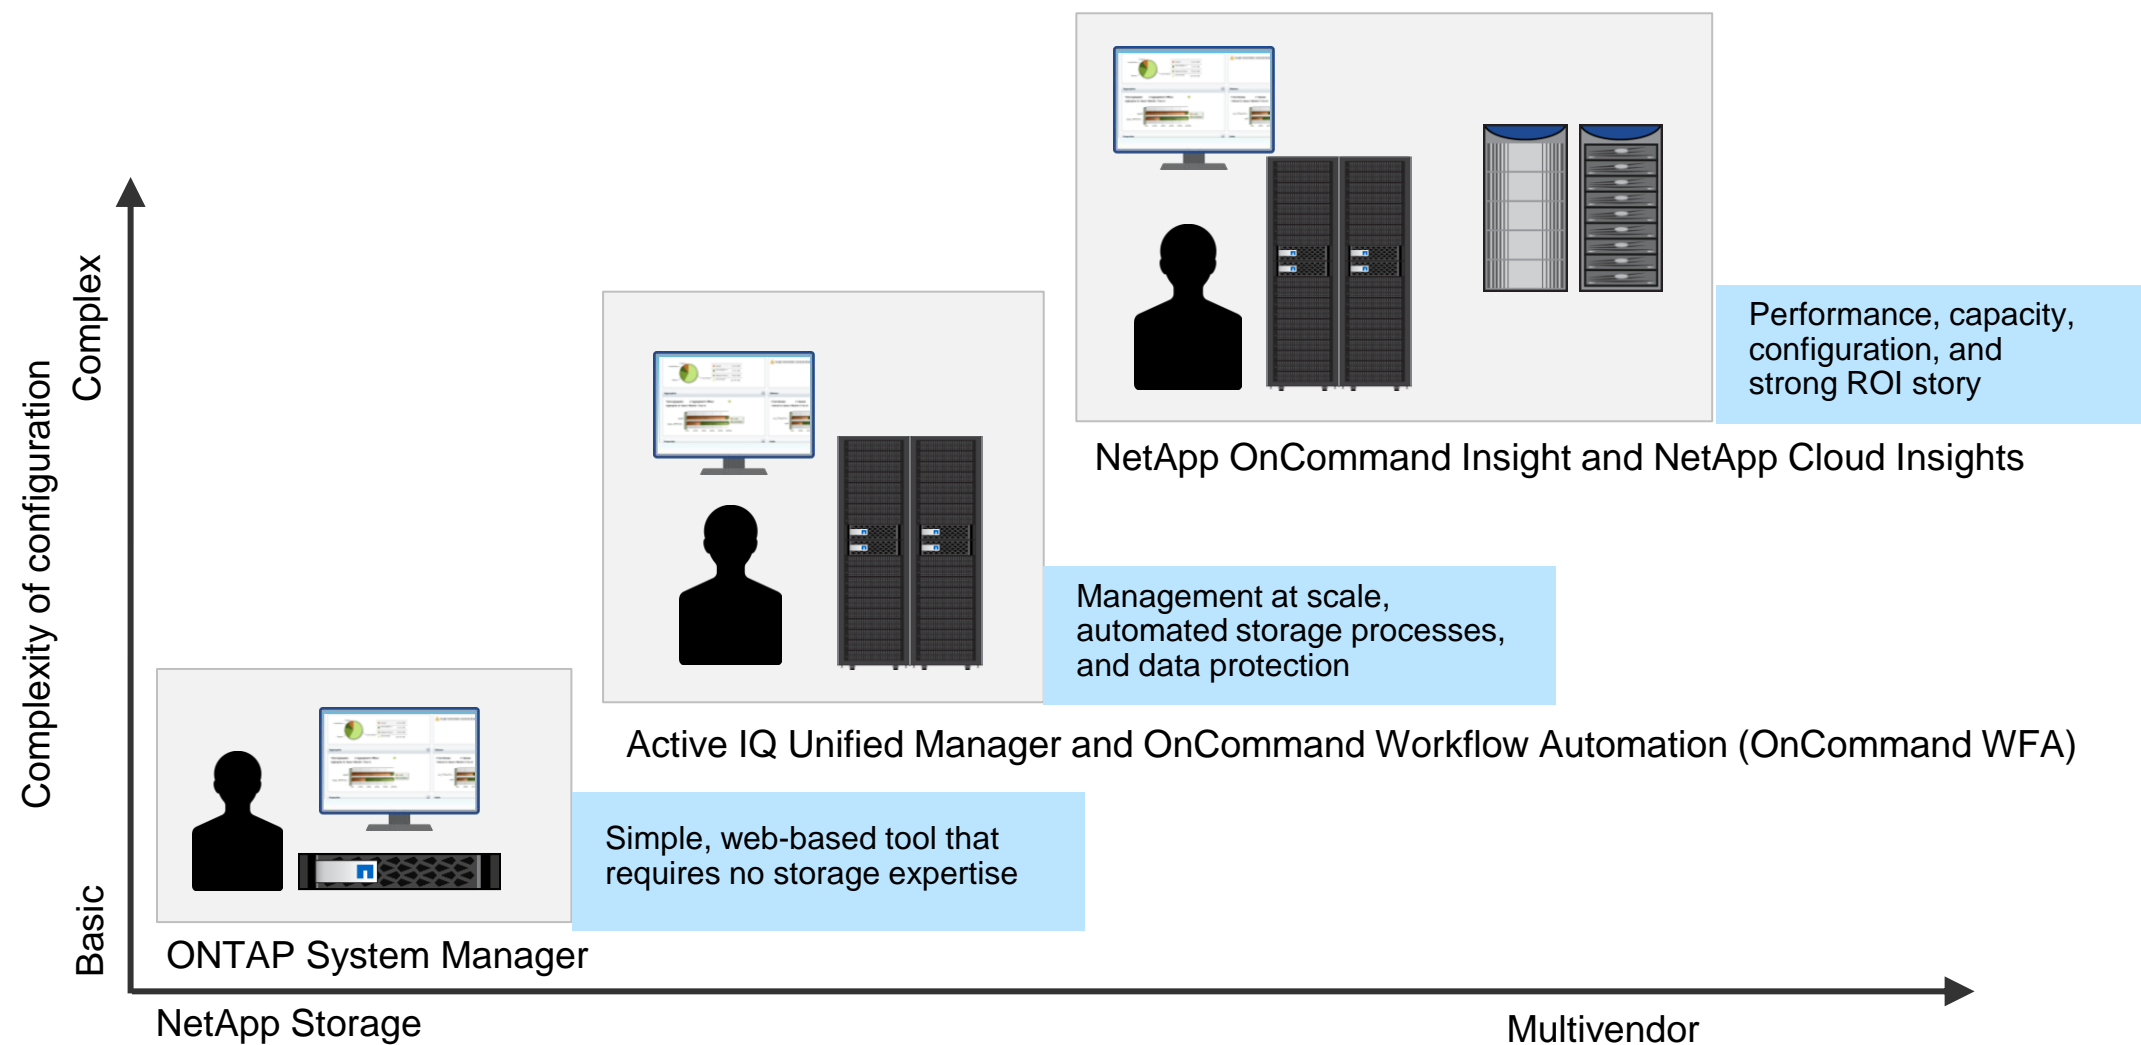 Performance, capacity,
configuration, and
strong ROI story
NetApp OnCommand Insight and NetApp Cloud Insights
Complex
Complexity of configuration
Management at scale,
automated storage processes,
and data protection
Active IQ Unified Manager and OnCommand Workflow Automation (OnCommand WFA)
Simple, web-based tool that
requires no storage expertise
Basic
ONTAP System Manager
NetApp Storage
Multivendor